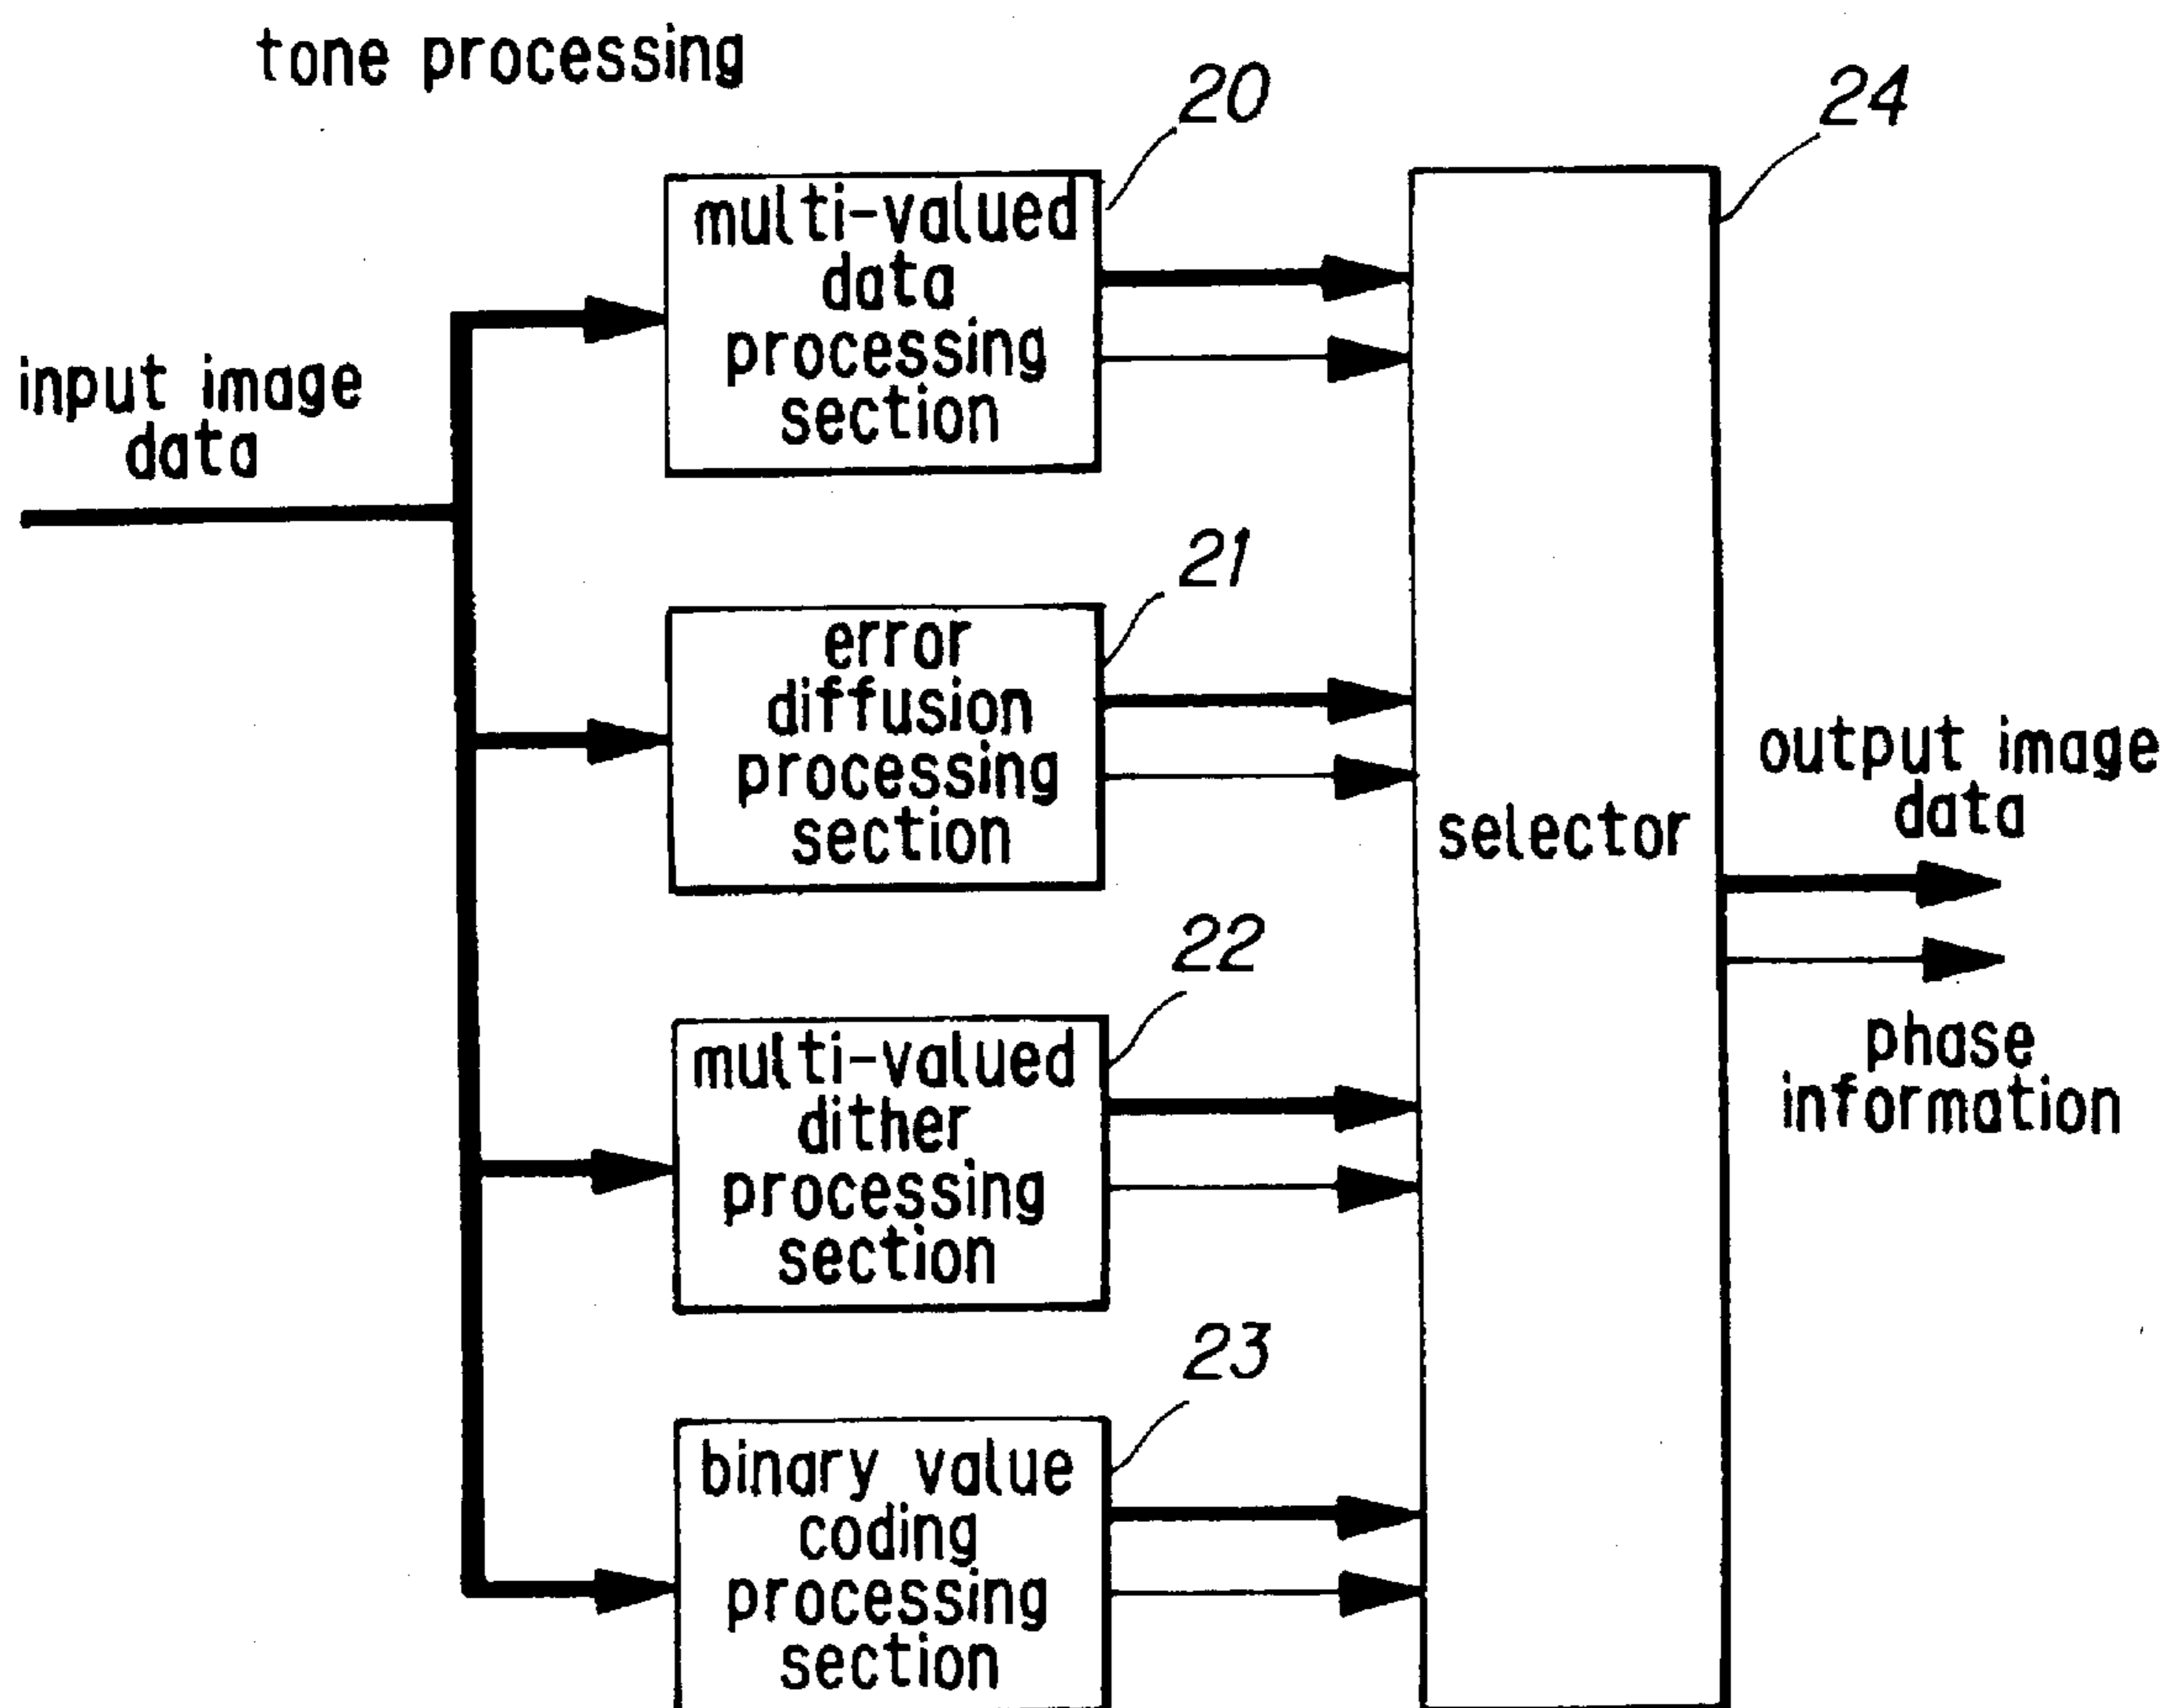 tone processing
20
24
multi-valued
data
processing
section
input image
data
21
error
diffusion
processing
section
selector
output image
data
22
phase
information
multi-valued
dither
processing
section
23
binary value
coding
processing
section